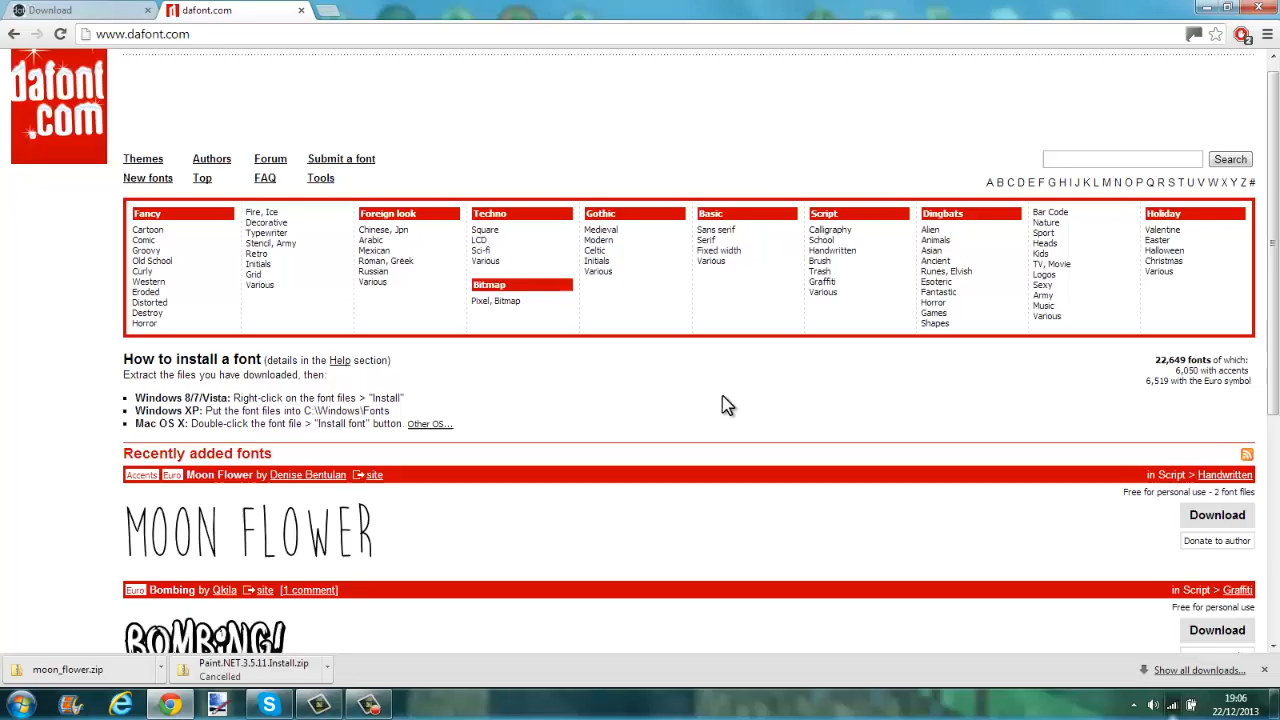 Download
dafont.com
www.dafont.com
dafont
.com
Themes Authors Forum Submit a font
New fonts Top FAQ Tools
Search
A B C D E F G H I J K L M N O P Q R S T U V W X Y Z #
Fancy
Cartoon
Comic
Groovy
Old School
Curly
Western
Eroded
Distorted
Destroy
Horror
Fire, Ice
Decorative
Typewriter
Stencil, Army
Retro
Initials
Grid
Various
Foreign look
Chinese, Jpn
Arabic
Mexican
Roman, Greek
Russian
Various
Techno
Square
LCD
Sci-fi
Various
Bitmap
Pixel, Bitmap
Gothic
Medieval
Modern
Celtic
Initials
Various
Basic
Sans serif
Serif
Fixed width
Various
Script
Calligraphy
School
Handwritten
Brush
Trash
Graffiti
Various
Dingbats
Alien
Animals
Asian
Ancient
Runes, Elvish
Esoteric
Fantastic
Horror
Games
Shapes
Bar Code
Nature
Sport
Heads
Kids
TV, Movie
Logos
Sexy
Army
Music
Various
Holiday
Valentine
Easter
Halloween
Christmas
Various
How to install a font (details in the Help section)
Extract the files you have downloaded, then:
Windows 8/7/Vista: Right-click on the font files > "Install"
Windows XP: Put the font files into C:\Windows\Fonts
Mac OS X: Double-click the font file > "Install font" button. Other OS...
22,649 fonts of which:
6,050 with accents
6,519 with the Euro symbol
Recently added fonts
Accents Euro Moon Flower by Denise Bentulan site
in Script > Handwritten
Free for personal use - 2 font files
MOON FLOWER
Download
Donate to author
Euro Bombing by Qkila site [1 comment]
in Script > Graffiti
Free for personal use
BOMBING!
Download
moon_flower.zip
Paint.NET.3.5.11.Install.zip
Cancelled
Show all downloads...
19:06
22/12/2013